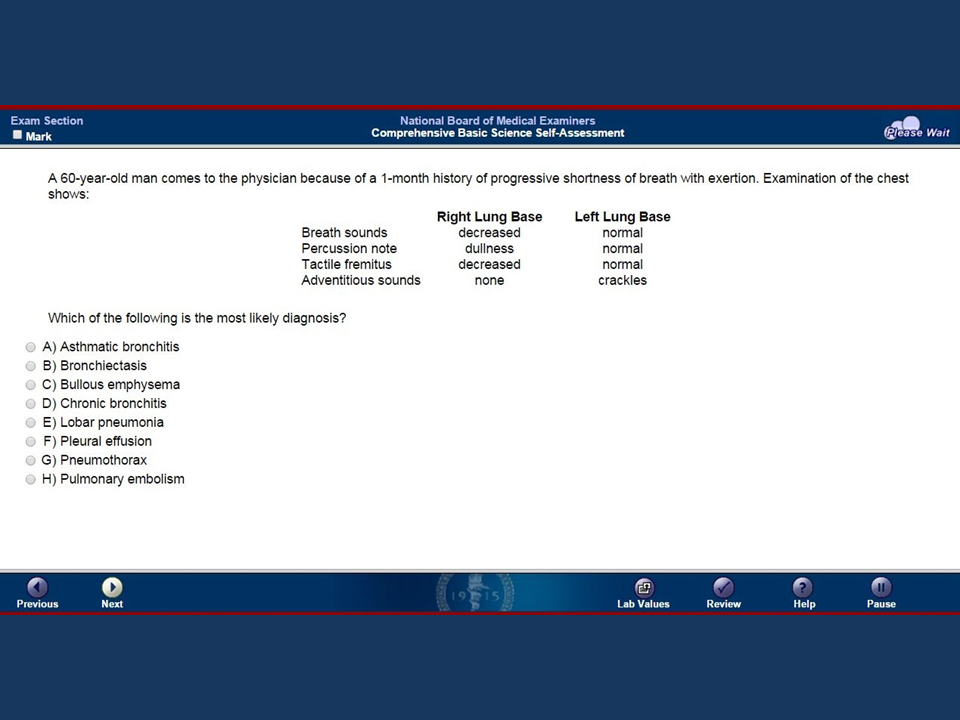 Exam Section
Mark
National Board of Medical Examiners
Comprehensive Basic Science Self-Assessment
Please Wait
A 60-year-old man comes to the physician because of a 1-month history of progressive shortness of breath with exertion. Examination of the chest
shows:
Right Lung Base Left Lung Base
Breath sounds decreased normal
Percussion note dullness normal
Tactile fremitus decreased normal
Adventitious sounds none crackles
Which of the following is the most likely diagnosis?
A) Asthmatic bronchitis
B) Bronchiectasis
C) Bullous emphysema
D) Chronic bronchitis
E) Lobar pneumonia
F) Pleural effusion
G) Pneumothorax
H) Pulmonary embolism
1915
Previous Next Lab Values Review Help Pause